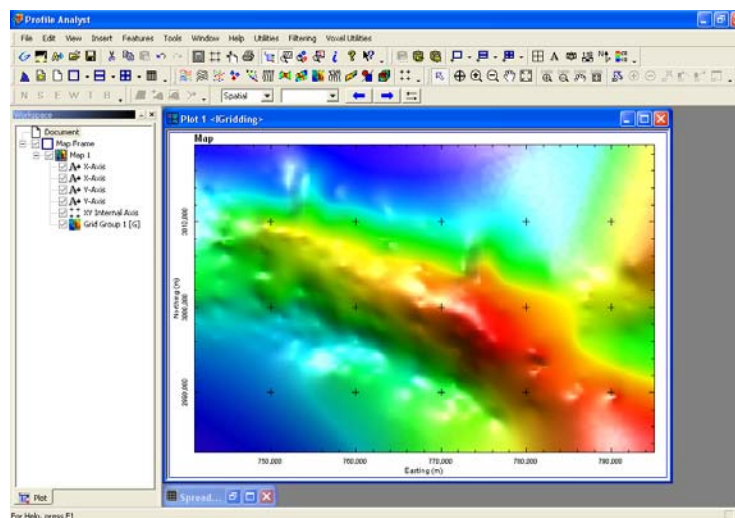 Profile Analyst
File Edit View Insert Features Tools Window Help Utilities Filtering Voxel Utilities
N S E W T B
Spatial
Workspace
Document
Map Frame
Map 1
A+ X-Axis
A+ X-Axis
A+ Y-Axis
A+ Y-Axis
XY Internal Axis
Grid Group 1 [G]
Plot
Plot 1 <IGridding>
Map
Northing (m)
750,000 760,000 770,000 780,000 790,000
Easting (m)
Spread...
For Help, press F1